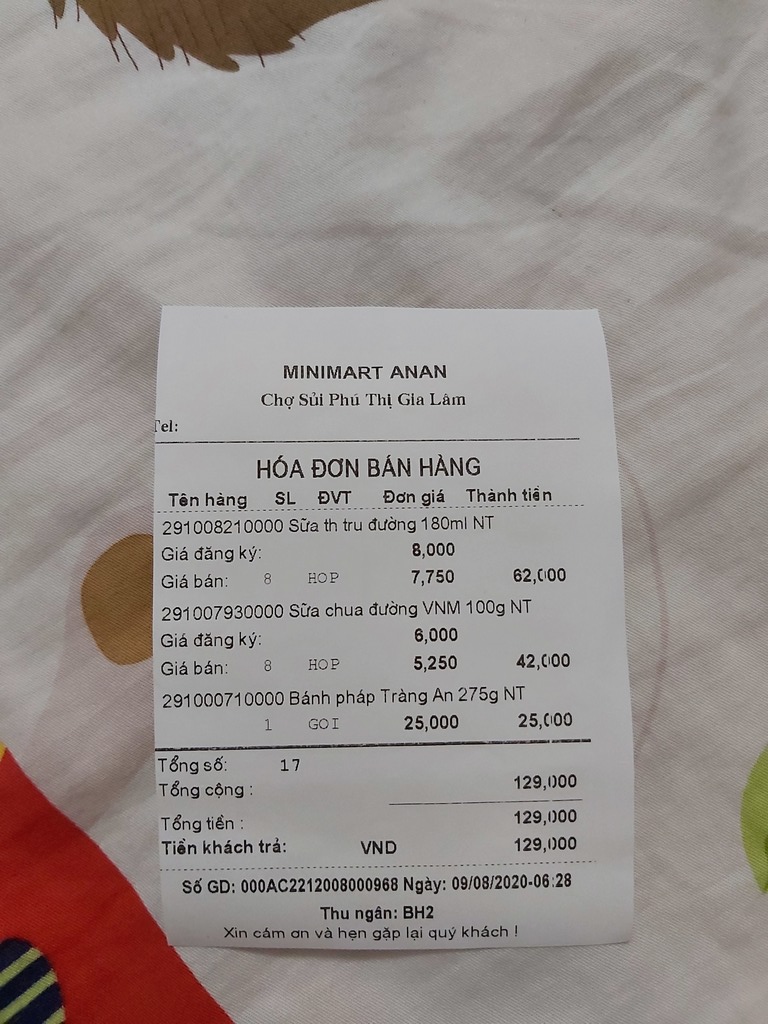 MINIMART ANAN
Chợ Sủi Phú Thị Gia Lâm
Tel:
HÓA ĐƠN BÁN HÀNG
Tên hàng SL ĐVT Đơn giá Thành tiền
291008210000 Sữa th tru đường 180ml NT
Giá đăng ký: 8,000
Giá bán: 8 HOP 7,750 62,000
291007930000 Sữa chua đường VNM 100g NT
Giá đăng ký: 6,000
Giá bán: 8 HOP 5,250 42,000
291000710000 Bánh pháp Tràng An 275g NT
1 GOI 25,000 25,000
Tổng số: 17
Tổng cộng : 129,000
Tổng tiền : 129,000
Tiền khách trả: VND 129,000
Số GD: 000AC2212008000968 Ngày: 09/08/2020-06:28
Thu ngân: BH2
Xin cám ơn và hẹn gặp lại quý khách !